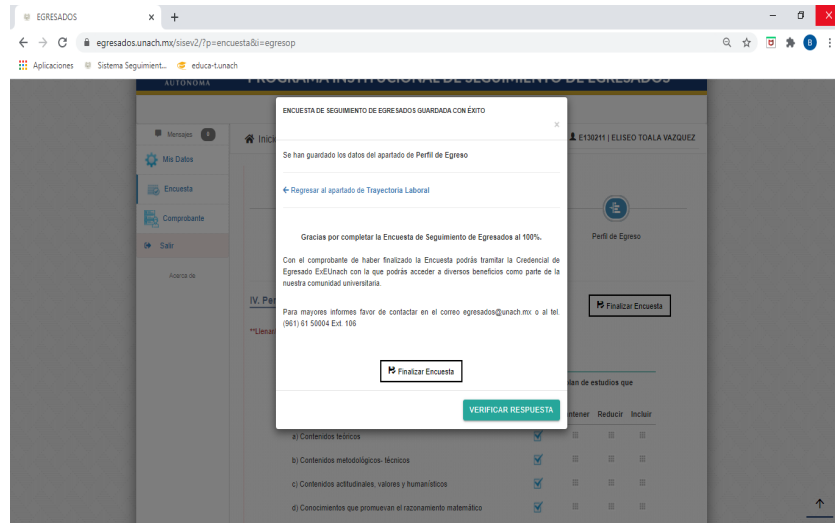 EGRESADOS
egresados.unach.mx/sisev2/?p=encuesta&i=egresop
B
Aplicaciones Sistema Seguimient... educa-t.unach
AUTÓNOMA
PROGRAMA INSTITUCIONAL DE SEGUIMIENTO DE EGRESADOS
ENCUESTA DE SEGUIMIENTO DE EGRESADOS GUARDADA CON ÉXITO
×
Mensajes
Inici
E130211 | ELISEO TOALA VAZQUEZ
Se han guardado los datos del apartado de Perfil de Egreso
Mis Datos
Encuesta
← Regresar al apartado de Trayectoria Laboral
Comprobante
Perfil de Egreso
Gracias por completar la Encuesta de Seguimiento de Egresados al 100%.
Salir
Con el comprobante de haber finalizado la Encuesta podrás tramitar la Credencial de
Egresado ExEUnach con la que podrás acceder a diversos beneficios como parte de la
nuestra comunidad universitaria.
Acerca de
IV. Per
Finalizar Encuesta
Para mayores informes favor de contactar en el correo egresados@unach.mx o al tel.
(961) 61 50004 Ext. 106
**Llenar
Finalizar Encuesta
plan de estudios que
VERIFICAR RESPUESTA
antener Reducir Incluir
a) Contenidos teóricos
b) Contenidos metodológicos- técnicos
c) Contenidos actitudinales, valores y humanísticos
d) Conocimientos que promuevan el razonamiento matemático